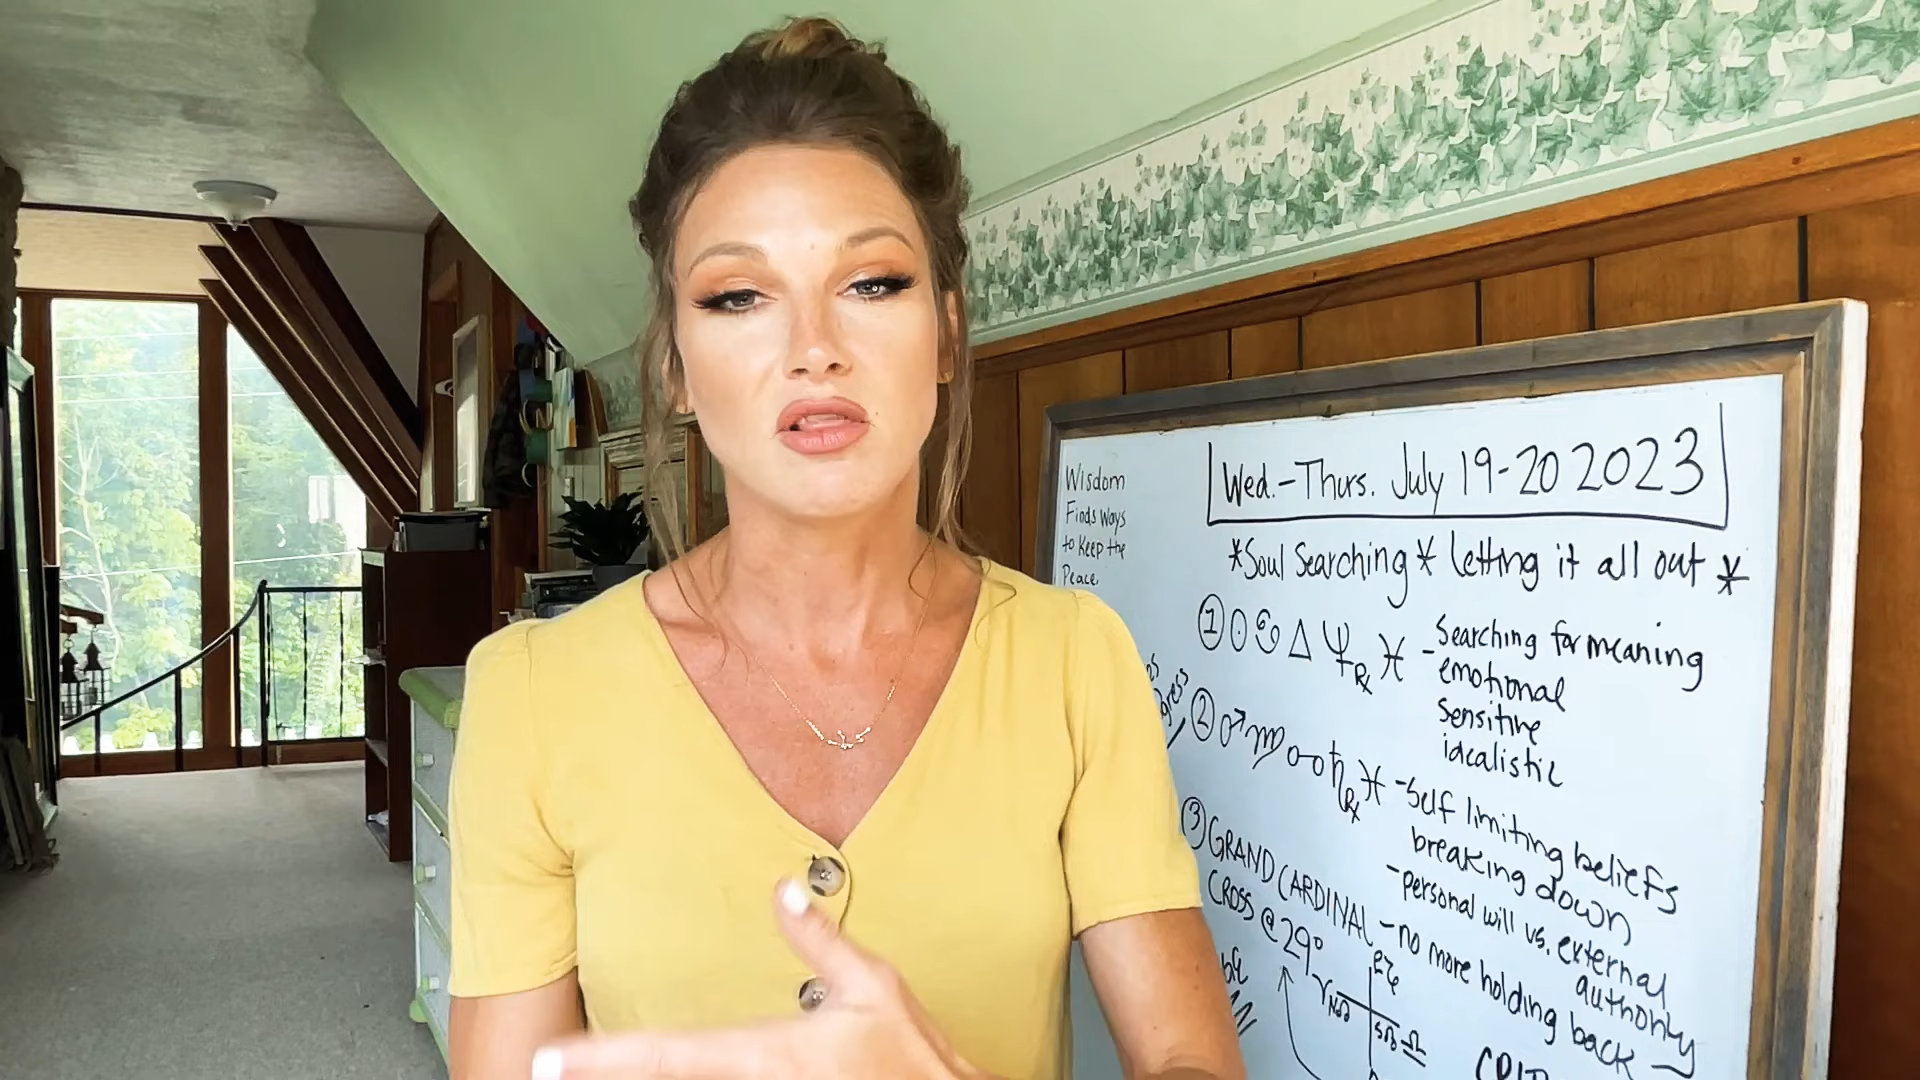 Wisdom
Finds Ways
to Keep the
Peace
Wed.-Thurs. July 19-20 2023
*Soul Searching * letting it all out *
① ☉ ♋ △ ♆℞ ♓ - Searching for meaning
emotional
Sensitive
idealistic
② ♂ ♍ ☍ ♄℞ ♓ - Self limiting beliefs
breaking down
- personal will vs. external
authority
③ GRAND CARDINAL - no more holding back
CROSS @ 29°